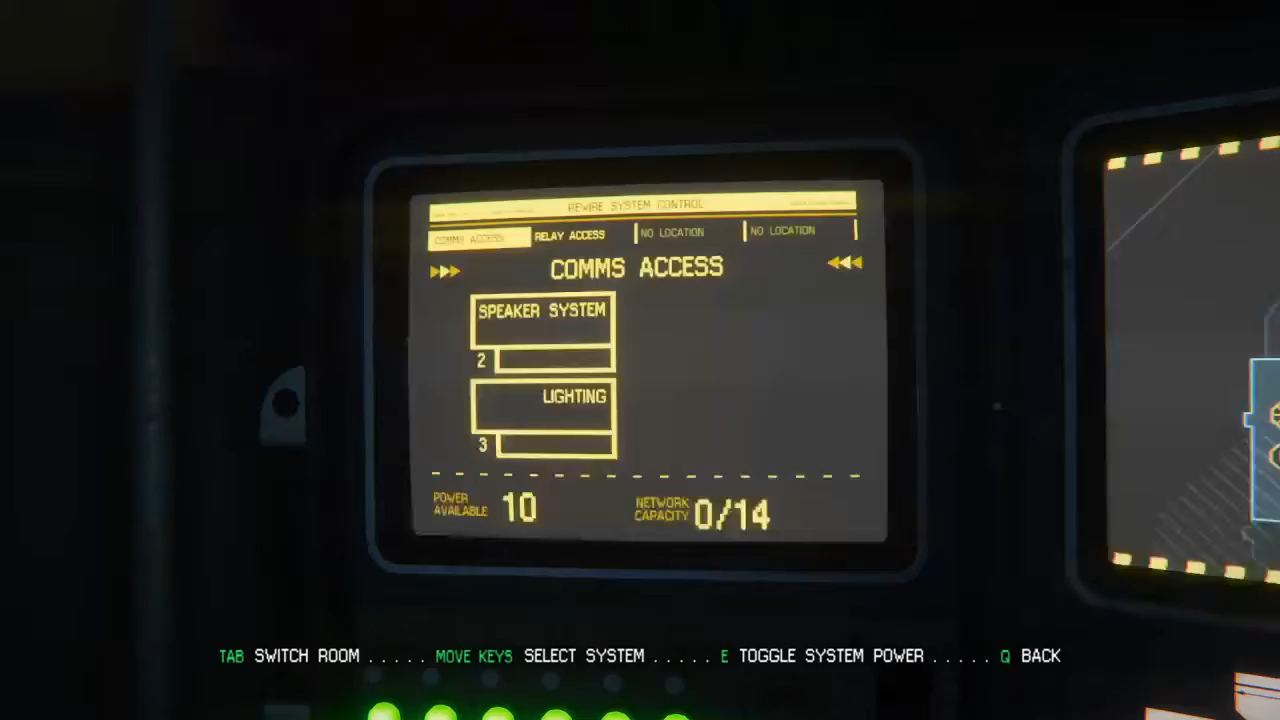 REWIRE SYSTEM CONTROL
COMMS ACCESS RELAY ACCESS NO LOCATION NO LOCATION
COMMS ACCESS
SPEAKER SYSTEM
2
LIGHTING
3
POWER AVAILABLE 10 NETWORK CAPACITY 0/14
TAB SWITCH ROOM ..... MOVE KEYS SELECT SYSTEM ..... E TOGGLE SYSTEM POWER ..... Q BACK